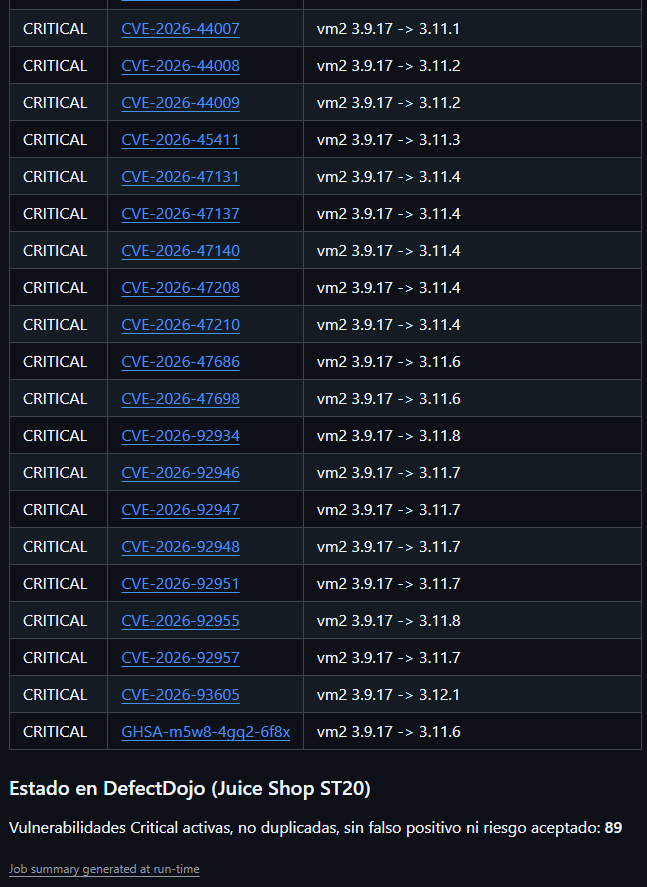 CRITICAL CVE-2026-44007 vm2 3.9.17 -> 3.11.1
CRITICAL CVE-2026-44008 vm2 3.9.17 -> 3.11.2
CRITICAL CVE-2026-44009 vm2 3.9.17 -> 3.11.2
CRITICAL CVE-2026-45411 vm2 3.9.17 -> 3.11.3
CRITICAL CVE-2026-47131 vm2 3.9.17 -> 3.11.4
CRITICAL CVE-2026-47137 vm2 3.9.17 -> 3.11.4
CRITICAL CVE-2026-47140 vm2 3.9.17 -> 3.11.4
CRITICAL CVE-2026-47208 vm2 3.9.17 -> 3.11.4
CRITICAL CVE-2026-47210 vm2 3.9.17 -> 3.11.4
CRITICAL CVE-2026-47686 vm2 3.9.17 -> 3.11.6
CRITICAL CVE-2026-47698 vm2 3.9.17 -> 3.11.6
CRITICAL CVE-2026-92934 vm2 3.9.17 -> 3.11.8
CRITICAL CVE-2026-92946 vm2 3.9.17 -> 3.11.7
CRITICAL CVE-2026-92947 vm2 3.9.17 -> 3.11.7
CRITICAL CVE-2026-92948 vm2 3.9.17 -> 3.11.7
CRITICAL CVE-2026-92951 vm2 3.9.17 -> 3.11.7
CRITICAL CVE-2026-92955 vm2 3.9.17 -> 3.11.8
CRITICAL CVE-2026-92957 vm2 3.9.17 -> 3.11.7
CRITICAL CVE-2026-93605 vm2 3.9.17 -> 3.12.1
CRITICAL GHSA-m5w8-4gq2-6f8x vm2 3.9.17 -> 3.11.6
Estado en DefectDojo (Juice Shop ST20)
Vulnerabilidades Critical activas, no duplicadas, sin falso positivo ni riesgo aceptado: 89
Job summary generated at run-time